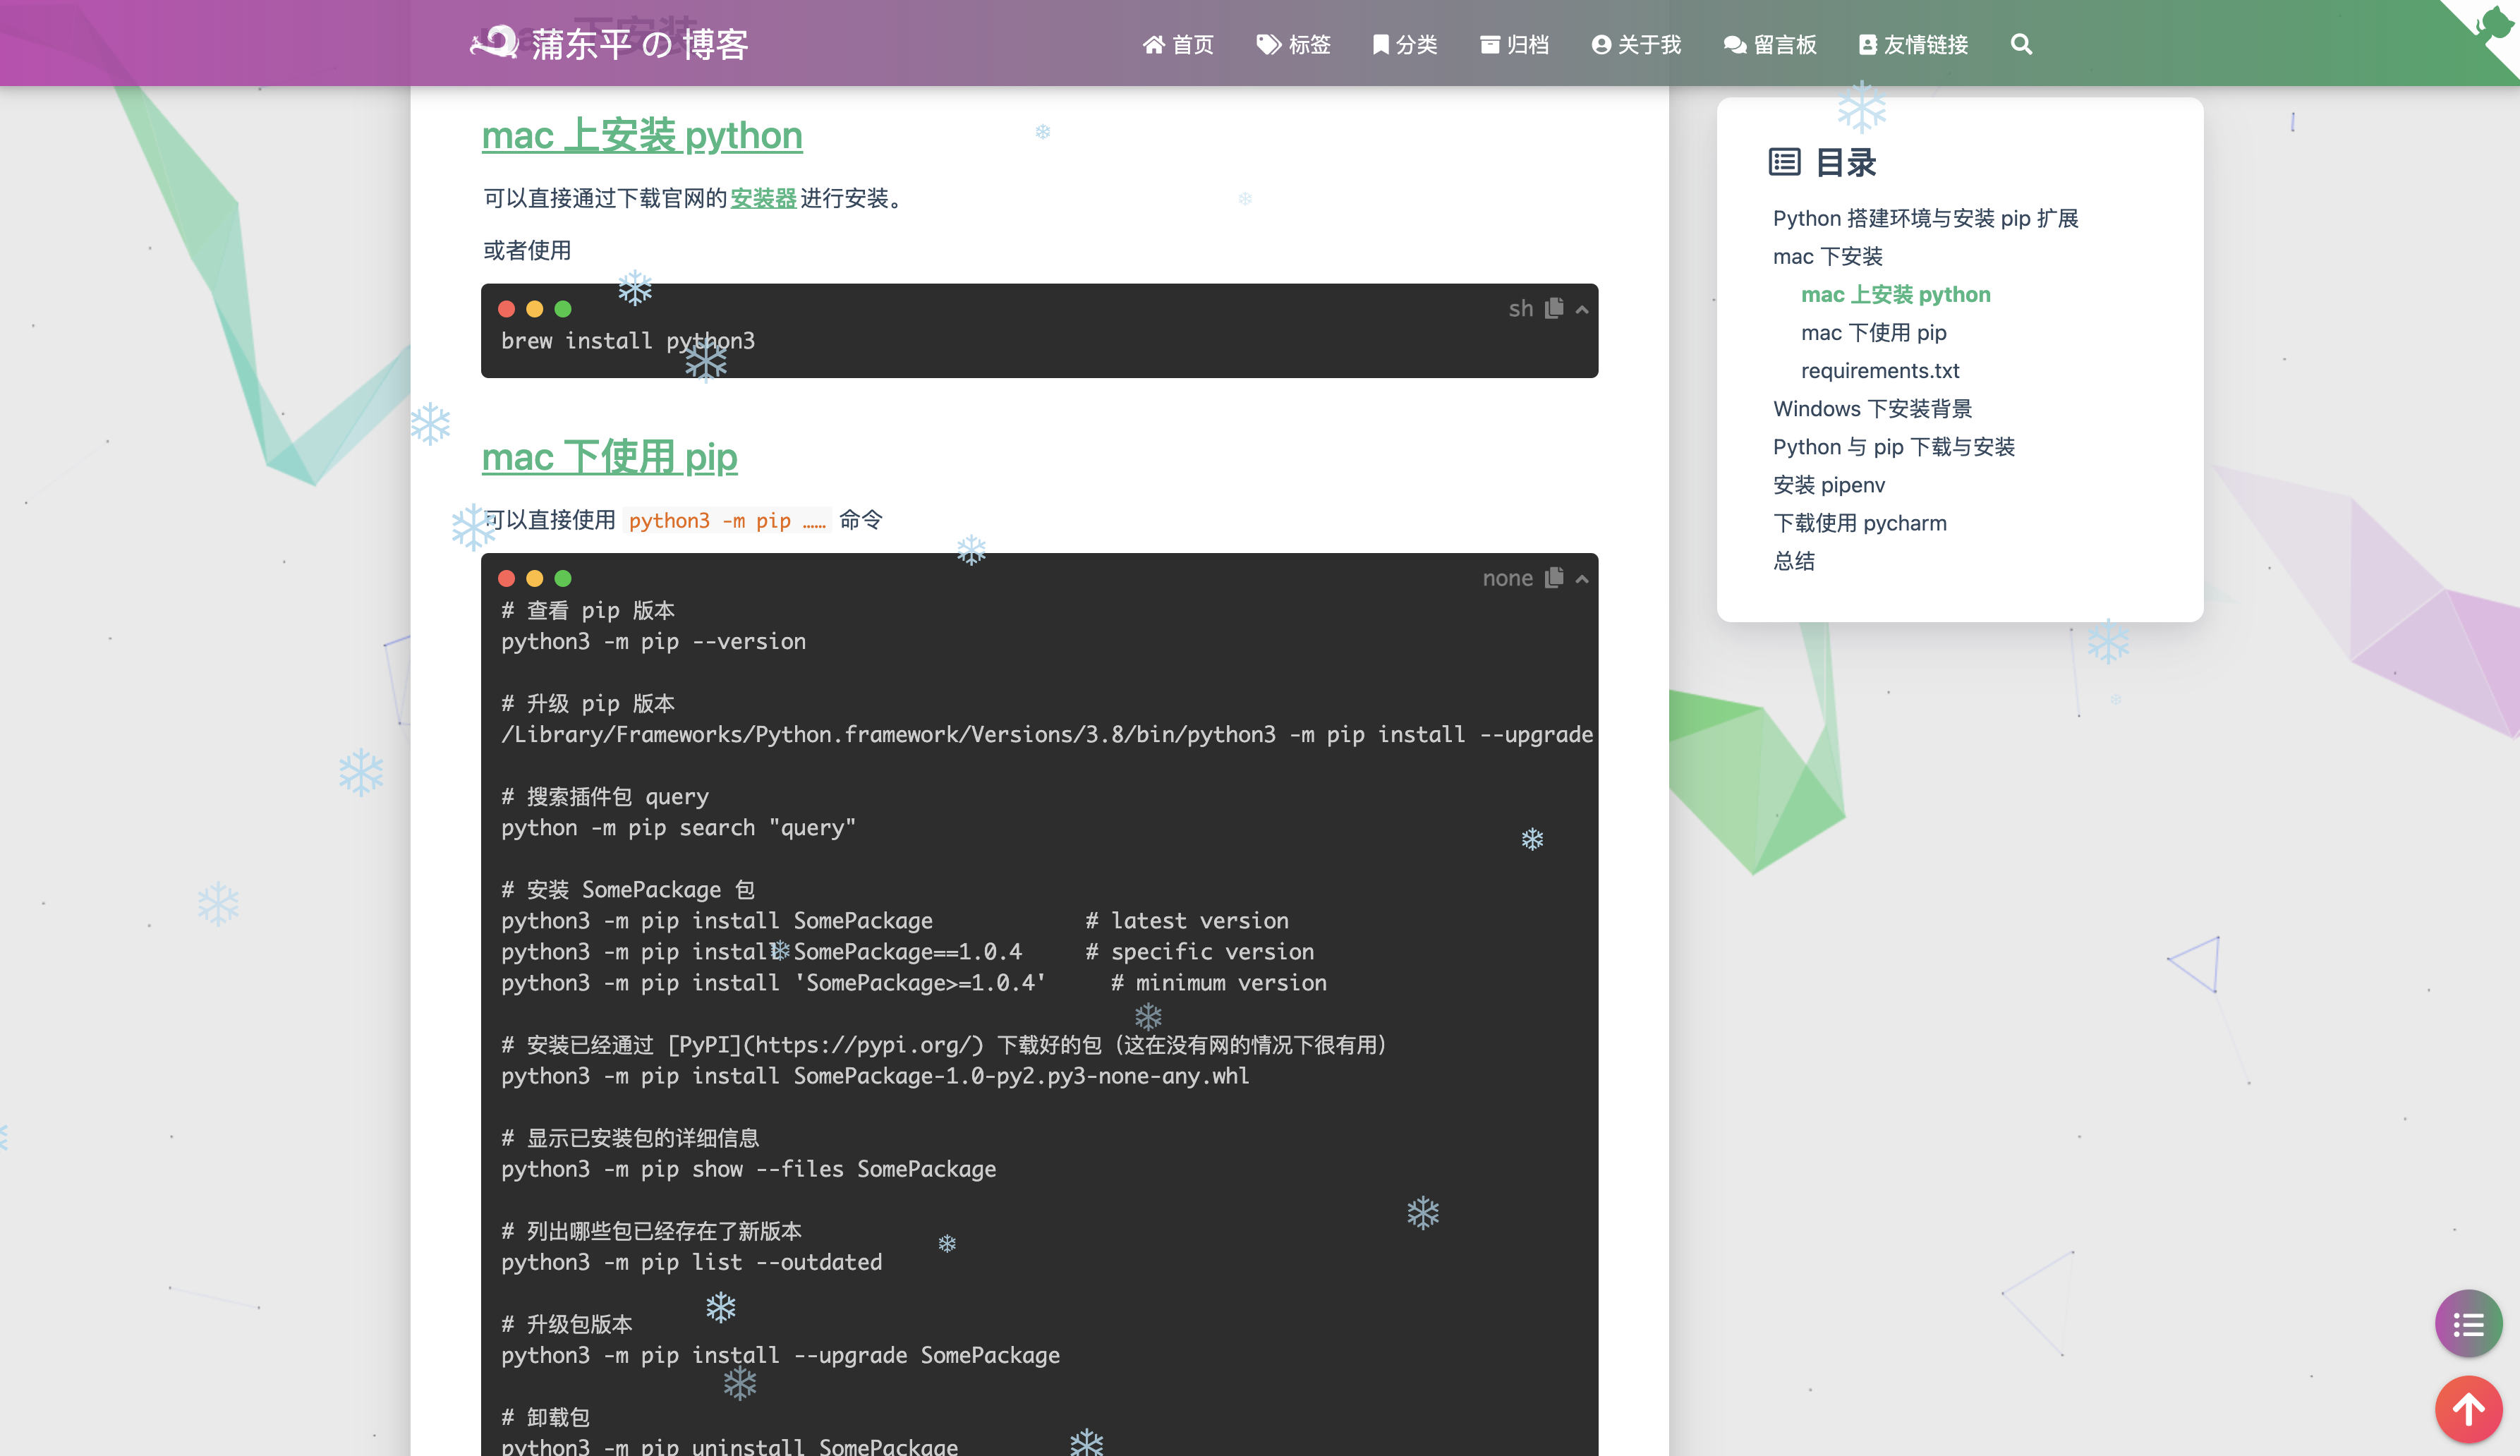 蒲东平 の 博客
首页
标签
分类
归档
关于我
留言板
友情链接
mac 上安装 python
可以直接通过下载官网的安装器进行安装。
或者使用
sh
brew install python3
mac 下使用 pip
可以直接使用 python3 -m pip …… 命令
none
# 查看 pip 版本
python3 -m pip --version
# 升级 pip 版本
/Library/Frameworks/Python.framework/Versions/3.8/bin/python3 -m pip install --upgrade
# 搜索插件包 query
python -m pip search "query"
# 安装 SomePackage 包
python3 -m pip install SomePackage            # latest version
python3 -m pip install SomePackage==1.0.4     # specific version
python3 -m pip install 'SomePackage>=1.0.4'     # minimum version
# 安装已经通过 [PyPI](https://pypi.org/) 下载好的包（这在没有网的情况下很有用）
python3 -m pip install SomePackage-1.0-py2.py3-none-any.whl
# 显示已安装包的详细信息
python3 -m pip show --files SomePackage
# 列出哪些包已经存在了新版本
python3 -m pip list --outdated
# 升级包版本
python3 -m pip install --upgrade SomePackage
# 卸载包
python3 -m pip uninstall SomePackage
目录
Python 搭建环境与安装 pip 扩展
mac 下安装
mac 上安装 python
mac 下使用 pip
requirements.txt
Windows 下安装背景
Python 与 pip 下载与安装
安装 pipenv
下载使用 pycharm
总结